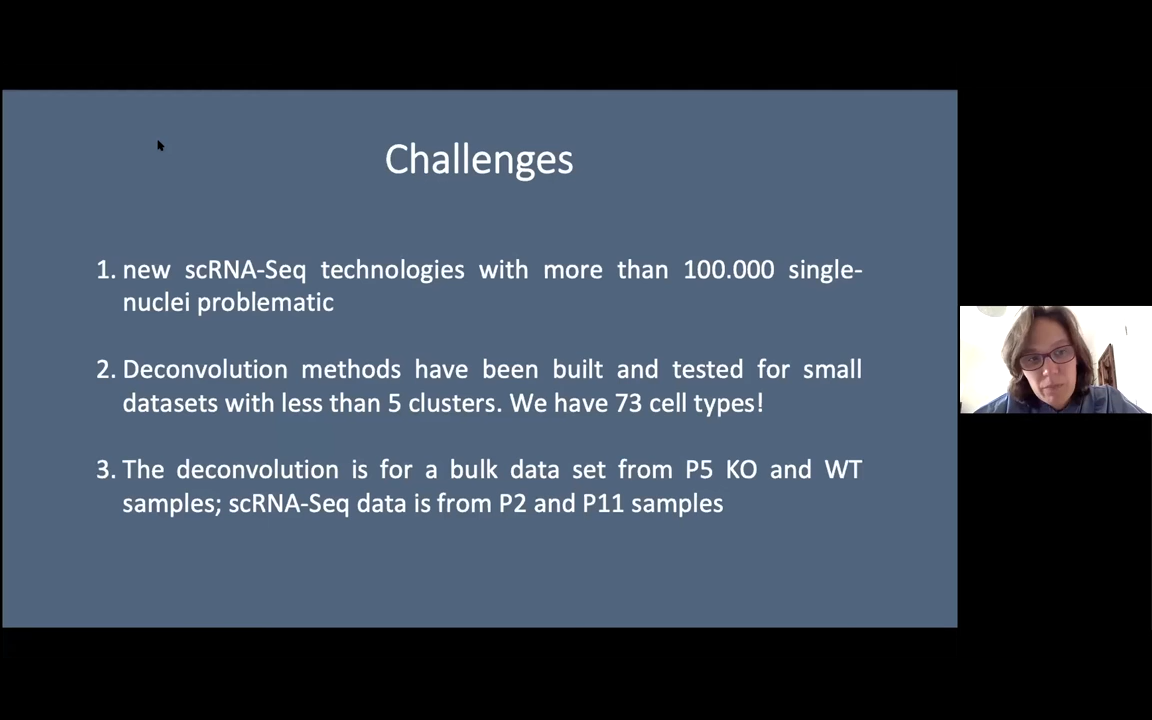 Challenges
1. new scRNA-Seq technologies with more than 100.000 single-
nuclei problematic
2. Deconvolution methods have been built and tested for small
datasets with less than 5 clusters. We have 73 cell types!
3. The deconvolution is for a bulk data set from P5 KO and WT
samples; scRNA-Seq data is from P2 and P11 samples